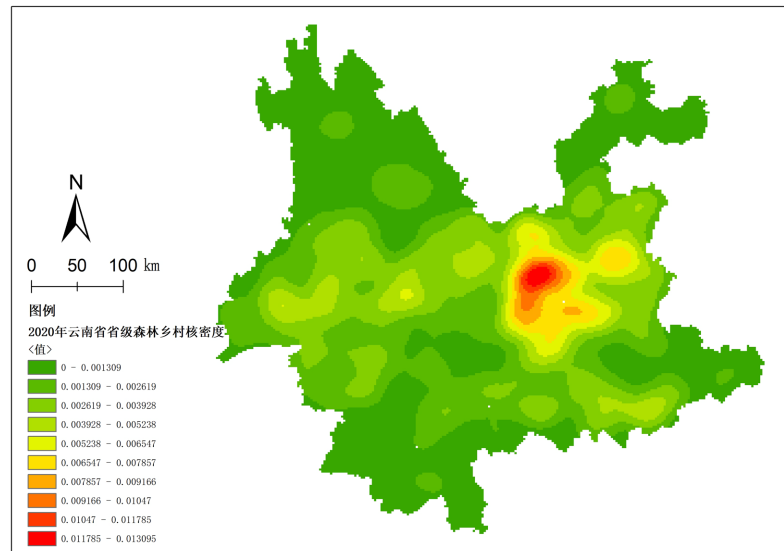 N
0 50 100 km
图例
2020年云南省省级森林乡村核密度
<值>
0 - 0.001309
0.001309 - 0.002619
0.002619 - 0.003928
0.003928 - 0.005238
0.005238 - 0.006547
0.006547 - 0.007857
0.007857 - 0.009166
0.009166 - 0.01047
0.01047 - 0.011785
0.011785 - 0.013095